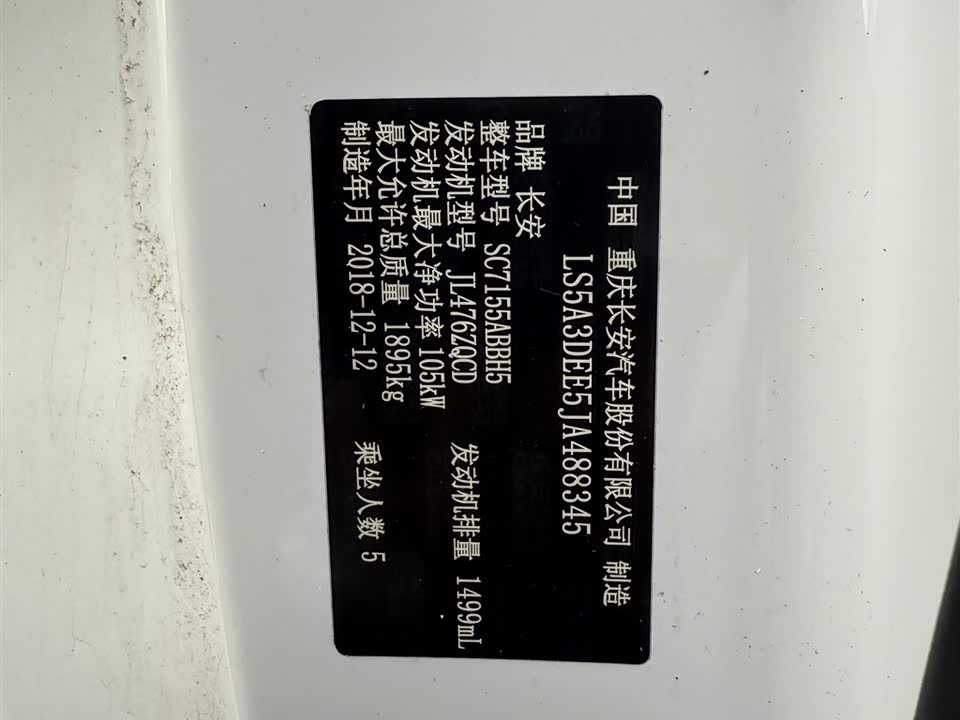 中国 重庆长安汽车股份有限公司 制造
LS5A3DEE5JA488345
品牌 长安
整车型号 SC7155ABBH5
发动机型号 JL476ZQCD 发动机排量 1499mL
发动机最大净功率 105kW
最大允许总质量 1895kg
制造年月 2018-12-12 乘坐人数 5